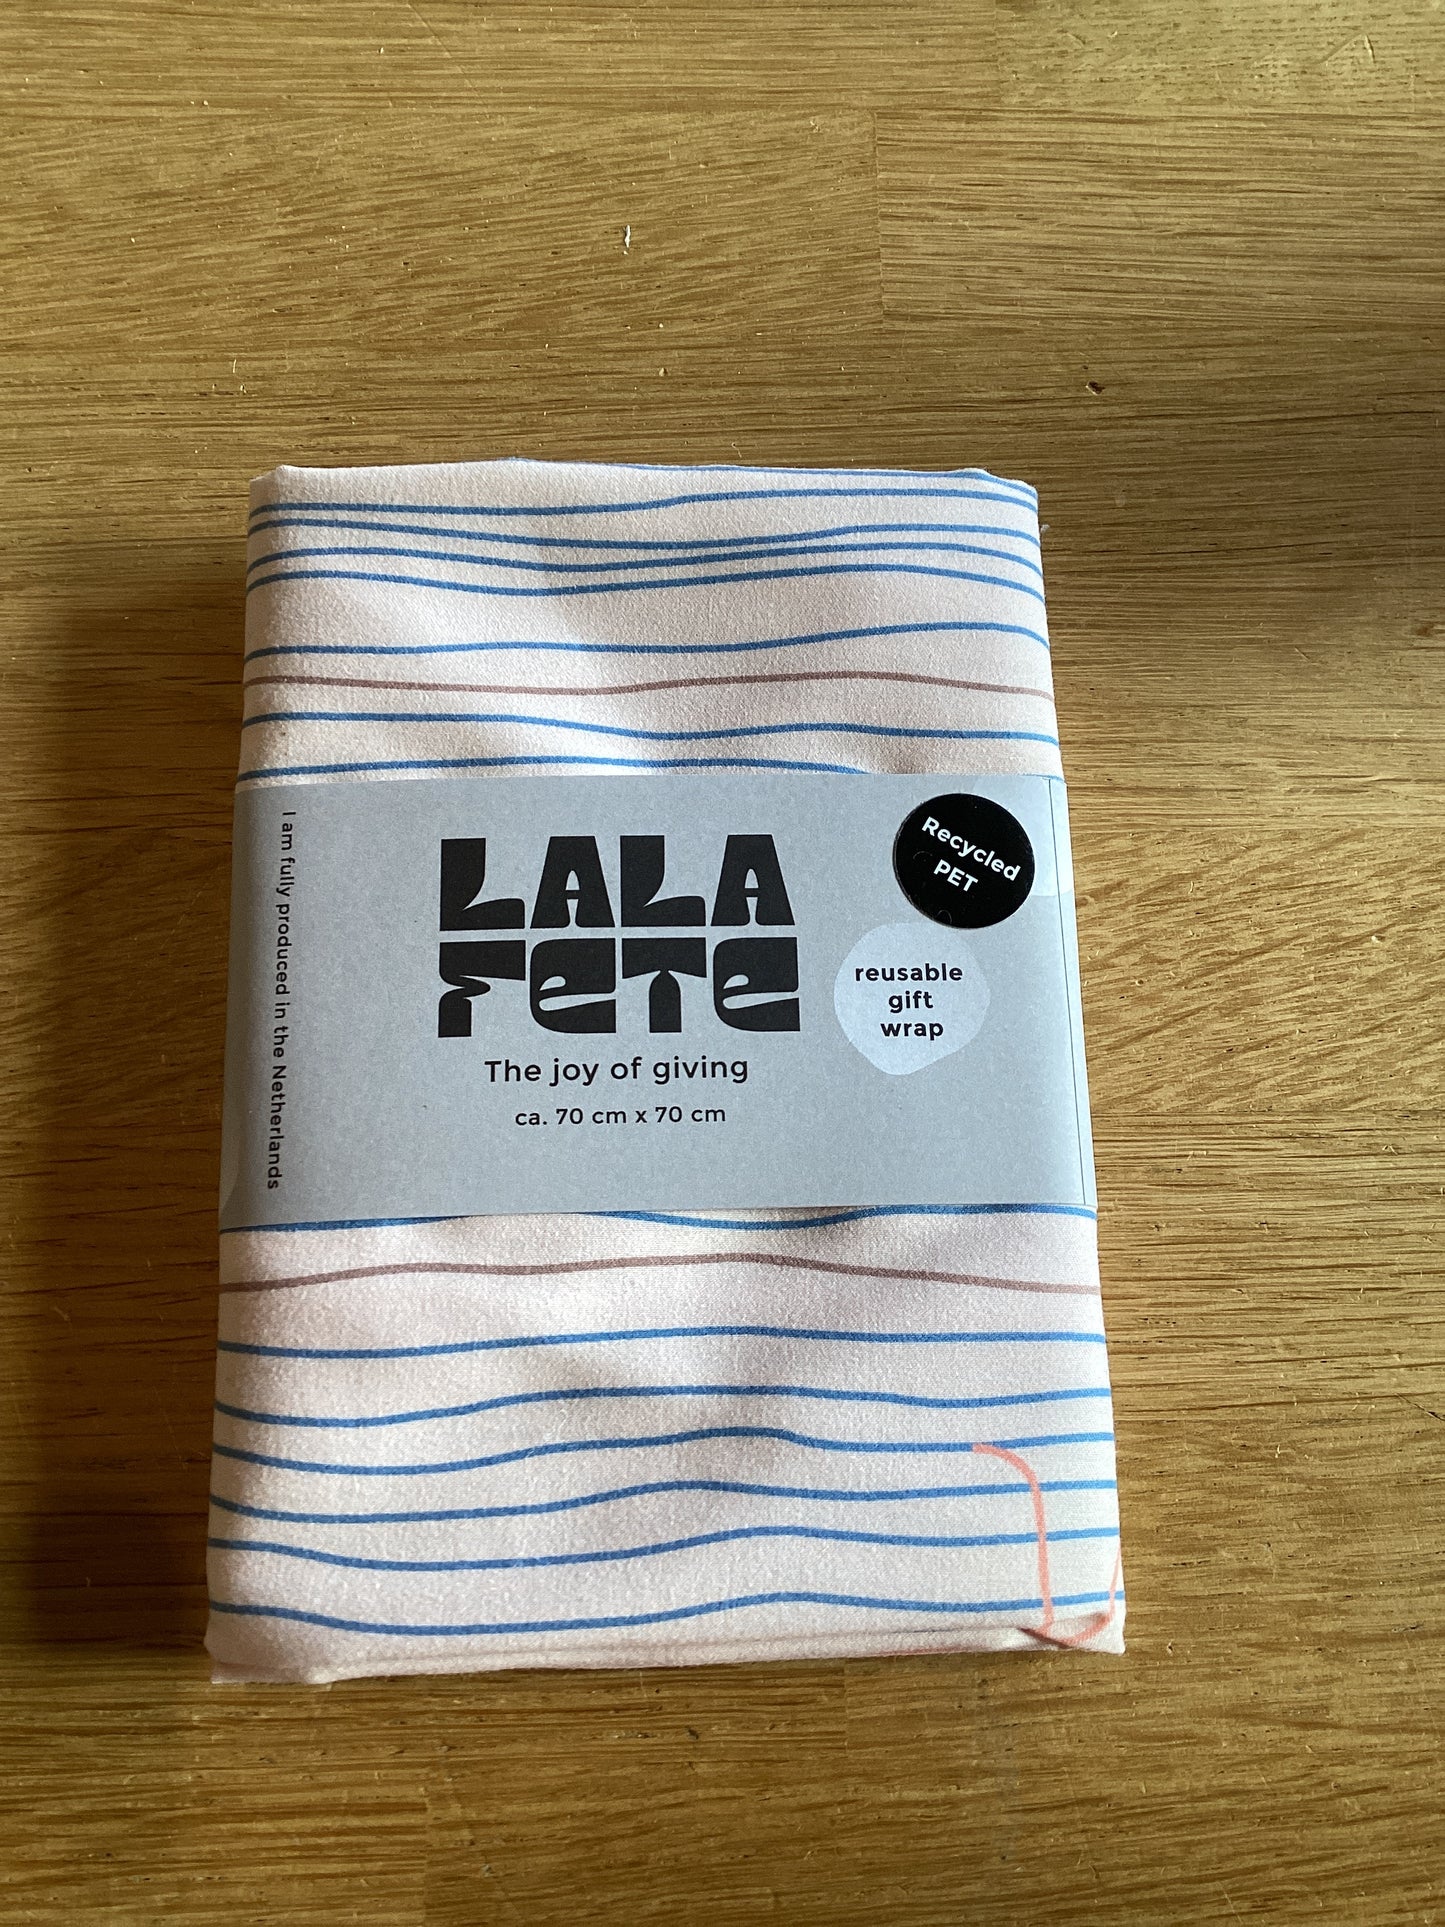 I am fully produced in the Netherlands
LALA
FETE
The joy of giving
ca. 70 cm x 70 cm
Recycled
PET
reusable
gift
wrap